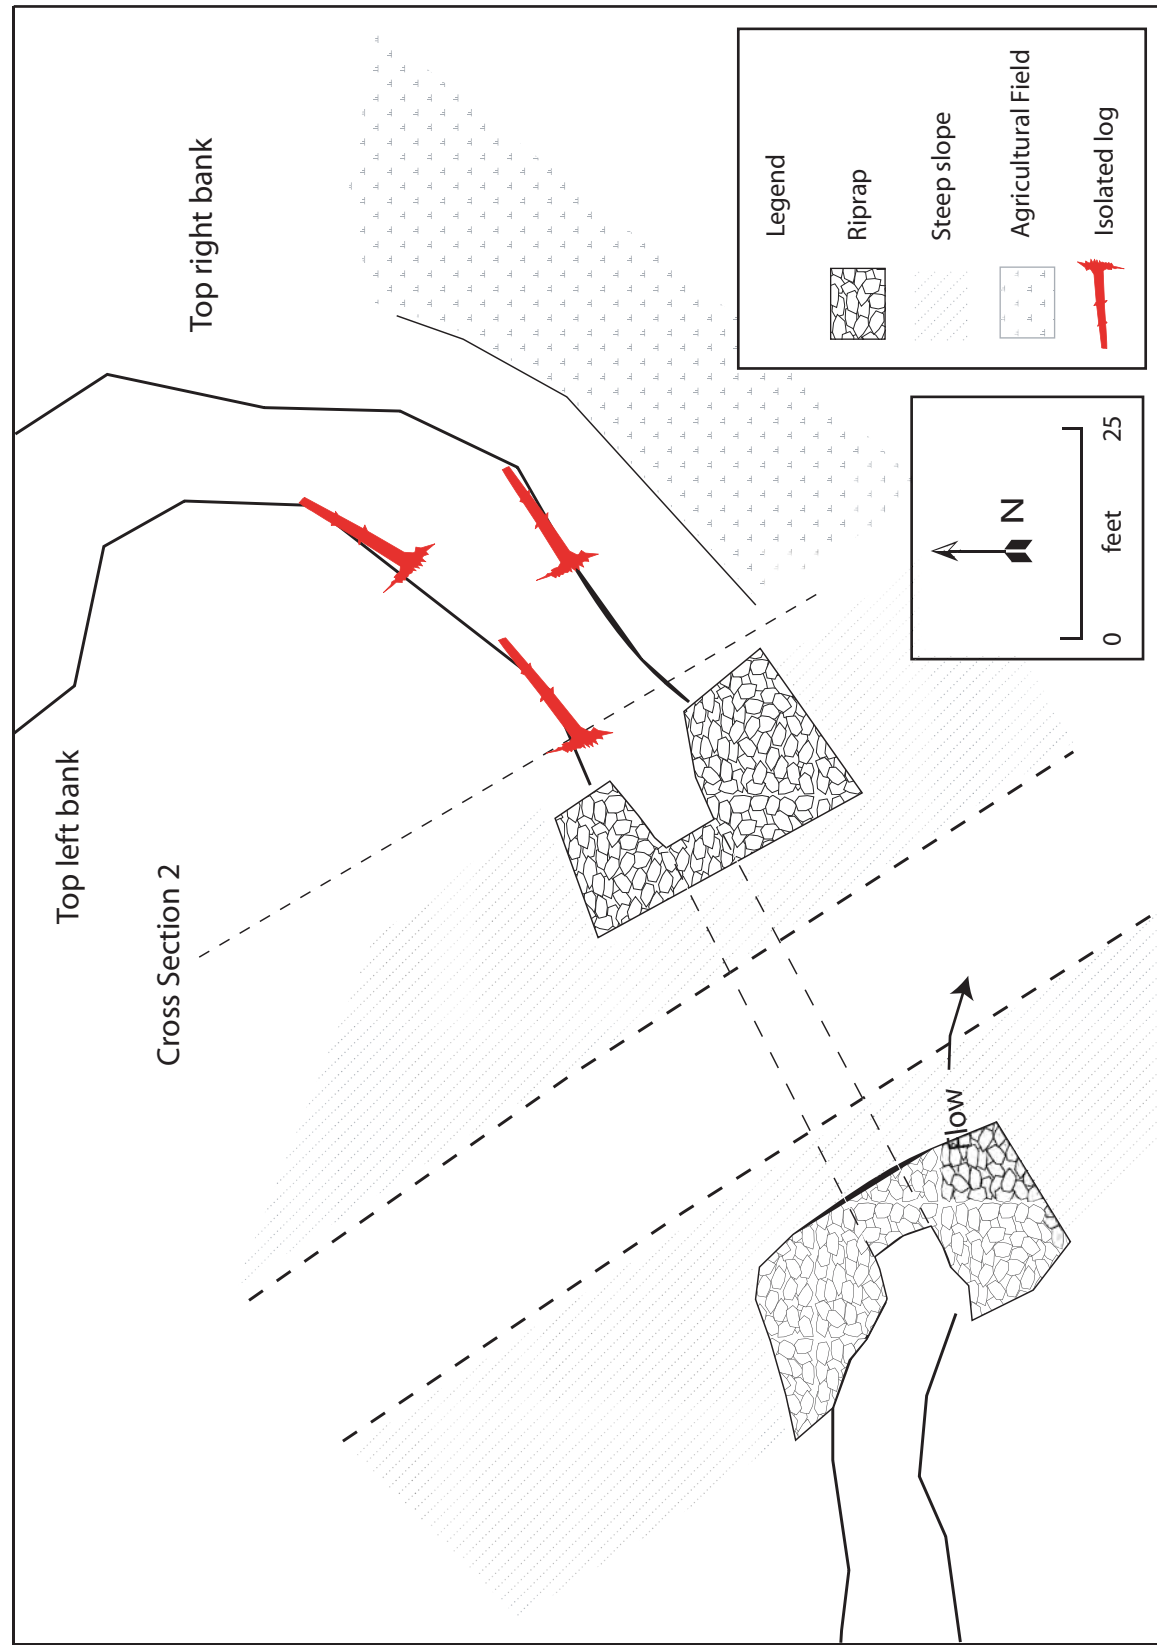 Top left bank
Cross Section 2
Top right bank
Legend
Riprap
Steep slope
Agricultural Field
Isolated log
N
0 feet 25
Flow